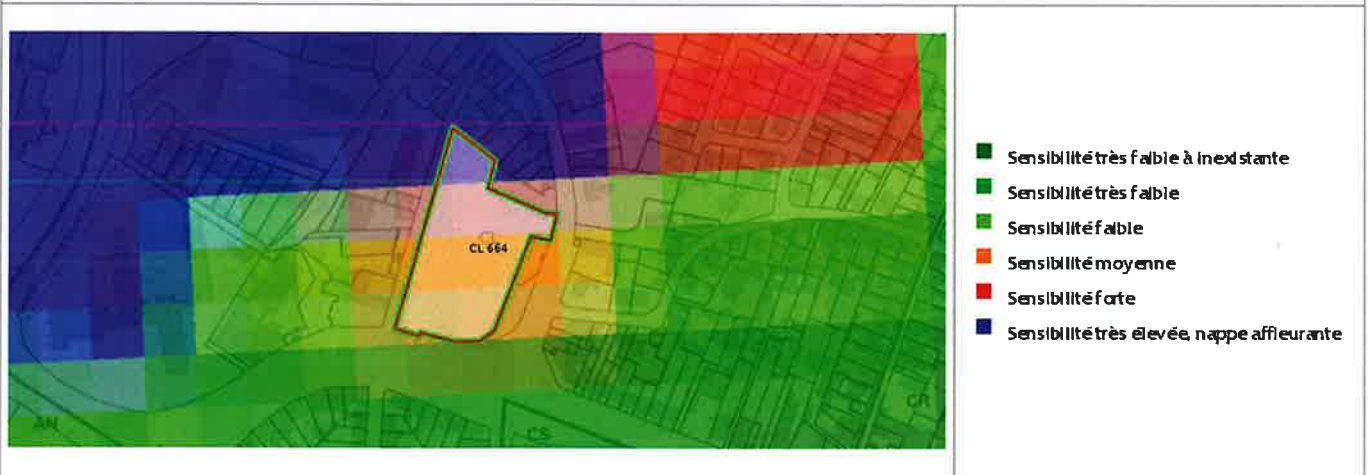 CL 664
AN
CS
CR
Sensibilité très faible à inexistante
Sensibilité très faible
Sensibilité faible
Sensibilité moyenne
Sensibilité forte
Sensibilité très élevée, nappe affleurante